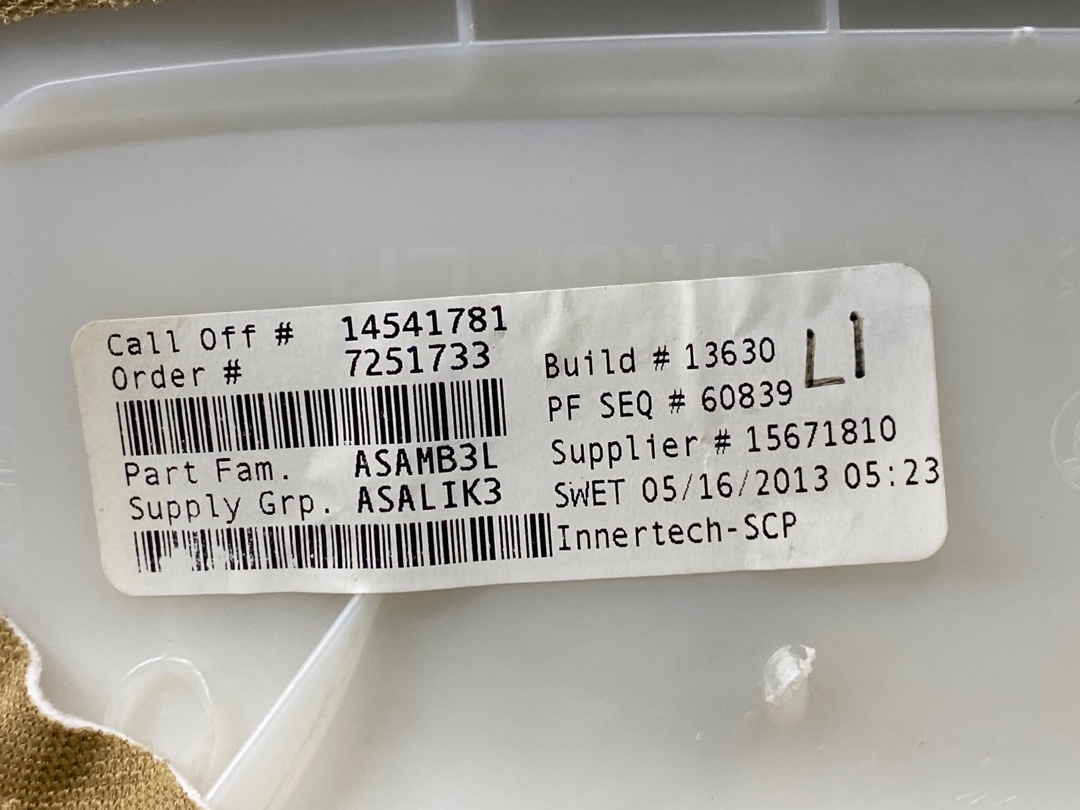 Call Off # 14541781
Order # 7251733
Part Fam. ASAMB3L
Supply Grp. ASALIK3
Build # 13630
PF SEQ # 60839
Supplier # 15671810
SWET 05/16/2013 05:23
Innertech-SCP
LI